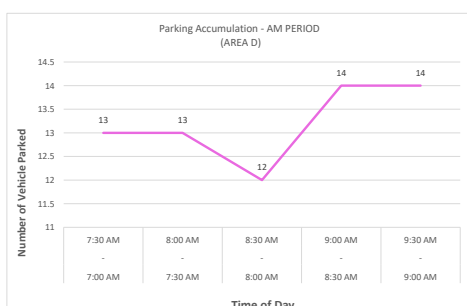 Parking Accumulation - AM PERIOD
(AREA D)
14.5
14
13.5
13
12.5
12
11.5
11
13
13
12
14
14
Number of Vehicle Parked
7:30 AM
8:00 AM
8:30 AM
9:00 AM
9:30 AM
-
-
-
-
-
7:00 AM
7:30 AM
8:00 AM
8:30 AM
9:00 AM
Time of Day